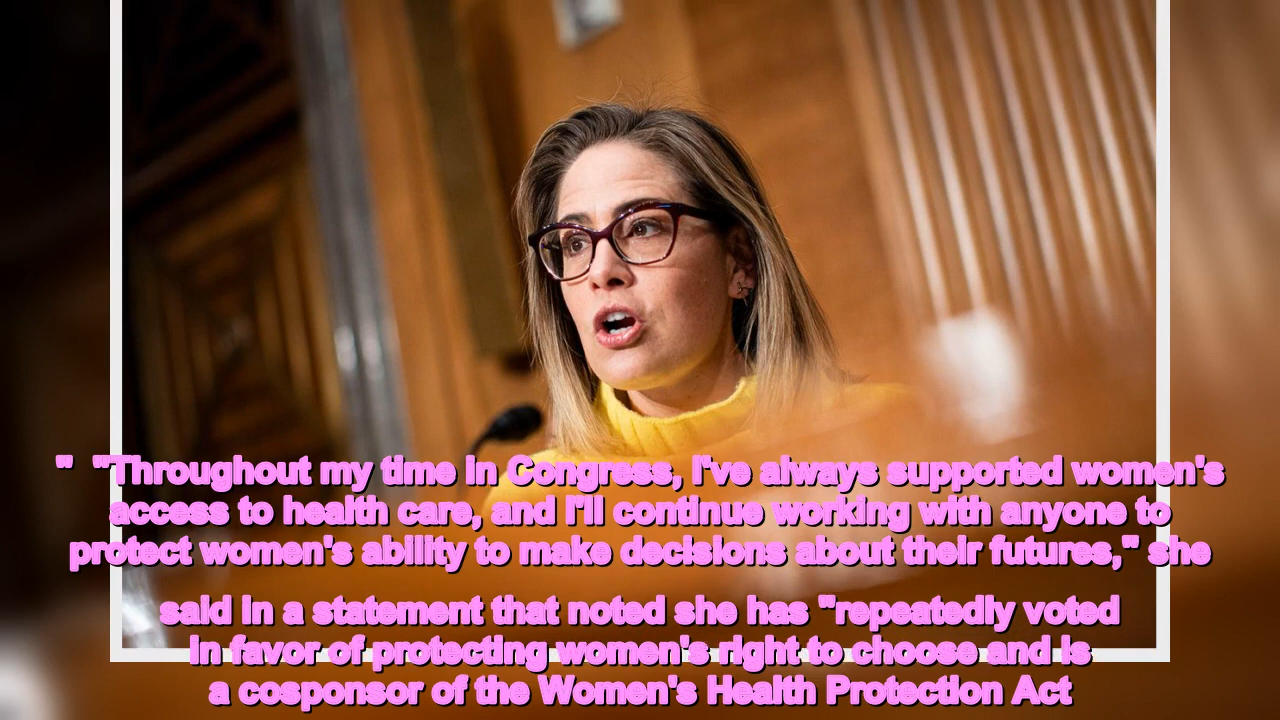 " "Throughout my time in Congress, I've always supported women's
access to health care, and I'll continue working with anyone to
protect women's ability to make decisions about their futures," she
said in a statement that noted she has "repeatedly voted
in favor of protecting women's right to choose and is
a cosponsor of the Women's Health Protection Act